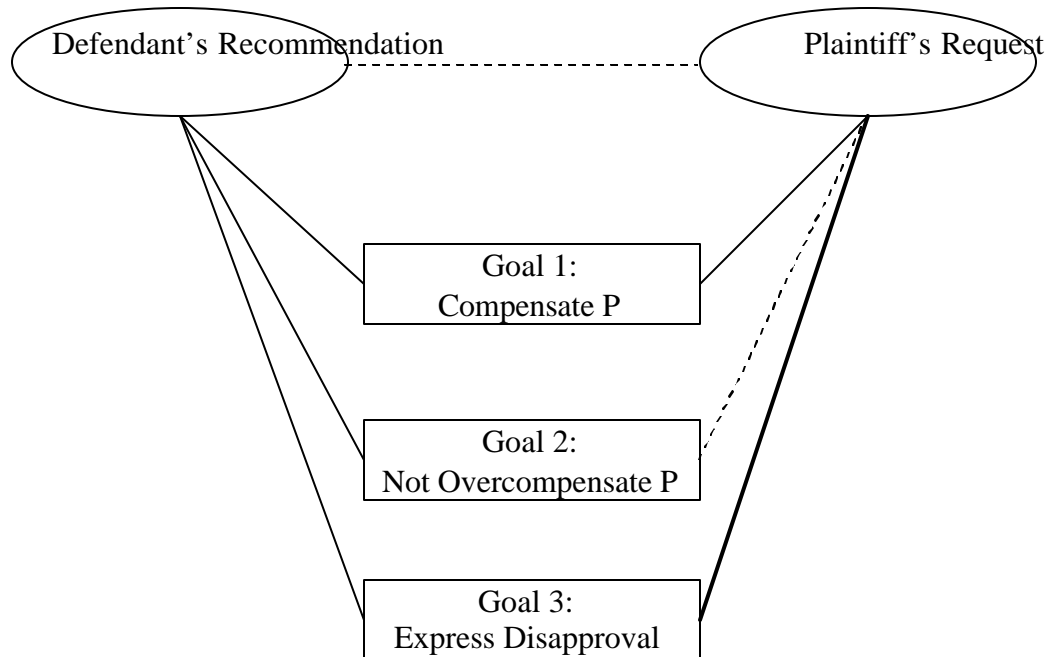 Defendant’s Recommendation
Plaintiff’s Request
Goal 1:
Compensate P
Goal 2:
Not Overcompensate P
Goal 3:
Express Disapproval